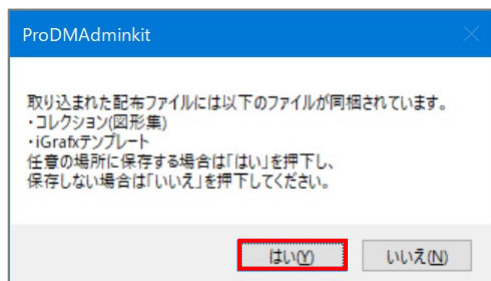 ProDMAdminkit
取り込まれた配布ファイルには以下のファイルが同梱されています。
・コレクション(図形集)
・iGrafxテンプレート
任意の場所に保存する場合は「はい」を押下し、
保存しない場合は「いいえ」を押下してください。
はい(Y)
いいえ(N)